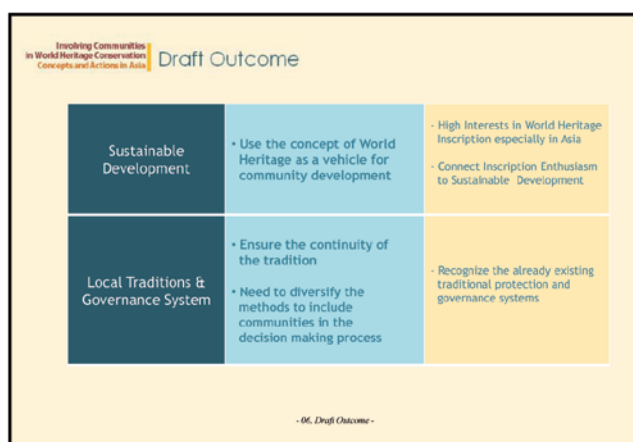 Involving Communities
in World Heritage Conservation
Concepts and Actions in Asia
Draft Outcome
Sustainable
Development
• Use the concept of World
Heritage as a vehicle for
community development
- High Interests in World Heritage
Inscription especially in Asia
- Connect Inscription Enthusiasm
to Sustainable Development
Local Traditions &
Governance System
• Ensure the continuity of
the tradition
• Need to diversify the
methods to include
communities in the
decision making process
- Recognize the already existing
traditional protection and
governance systems
- 06, Draft Outcome -